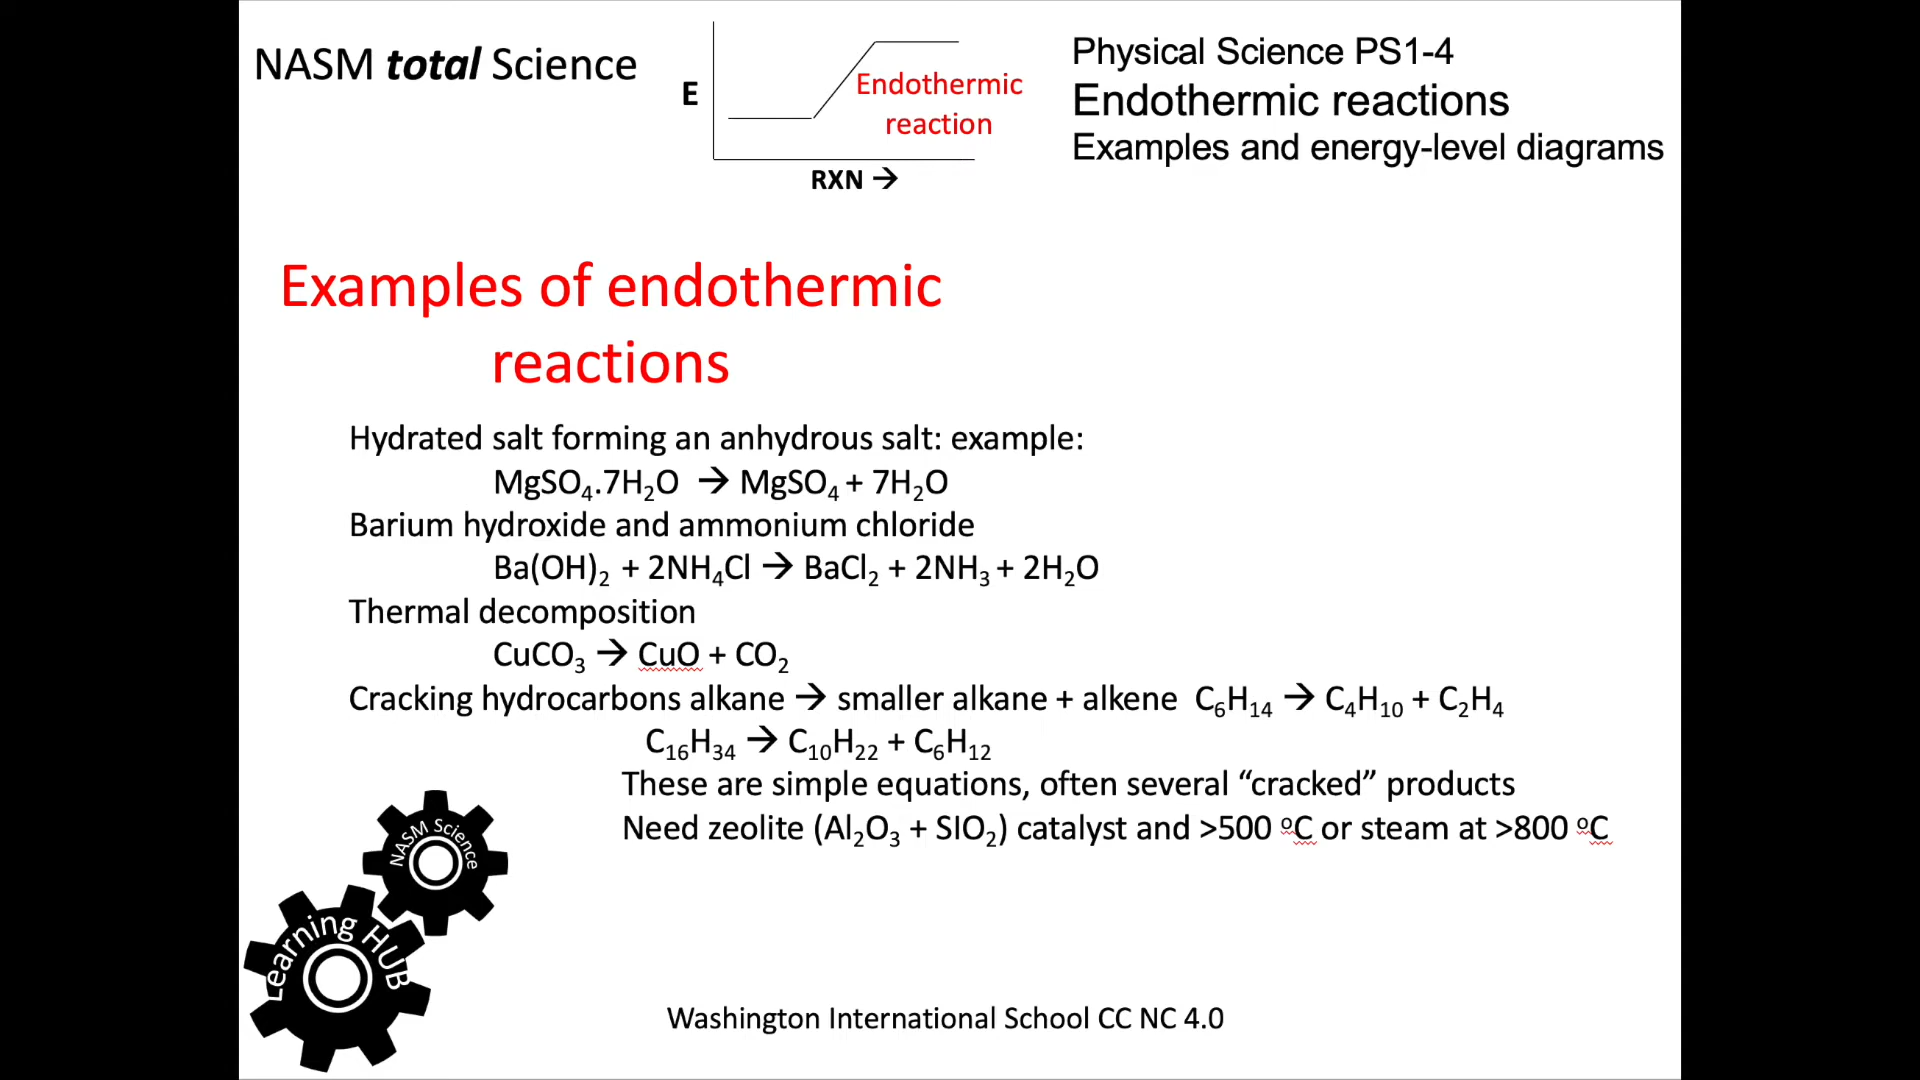 NASM total Science
E
Endothermic
reaction
RXN →
Physical Science PS1-4
Endothermic reactions
Examples and energy-level diagrams
Examples of endothermic
reactions
Hydrated salt forming an anhydrous salt: example:
MgSO₄.7H₂O → MgSO₄ + 7H₂O
Barium hydroxide and ammonium chloride
Ba(OH)₂ + 2NH₄Cl → BaCl₂ + 2NH₃ + 2H₂O
Thermal decomposition
CuCO₃ → CuO + CO₂
Cracking hydrocarbons alkane → smaller alkane + alkene C₆H₁₄ → C₄H₁₀ + C₂H₄
C₁₆H₃₄ → C₁₀H₂₂ + C₆H₁₂
These are simple equations, often several “cracked” products
Need zeolite (Al₂O₃ + SIO₂) catalyst and >500 ºC or steam at >800 ºC
NASM Science
Learning HUB
Washington International School CC NC 4.0